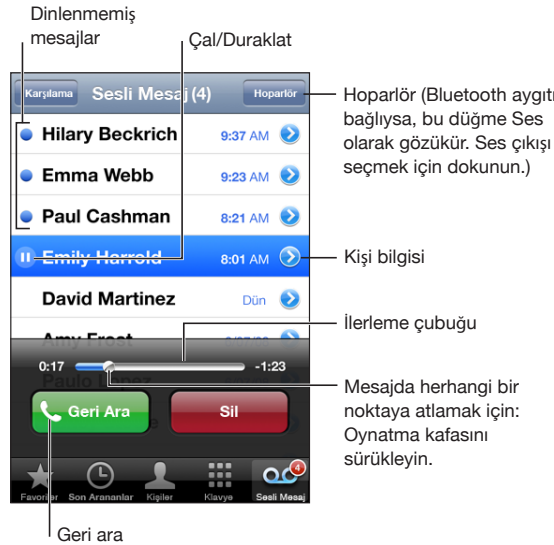 Dinlenmemiş
mesajlar
Çal/Duraklat
Karşılama
Sesli Mesaj (4)
Hoparlör
Hoparlör (Bluetooth aygıtı
bağlıysa, bu düğme Ses
olarak gözükür. Ses çıkışı
seçmek için dokunun.)
Hilary Beckrich 9:37 AM
Emma Webb 9:23 AM
Paul Cashman 8:21 AM
Emily Harrold 8:01 AM
Kişi bilgisi
David Martinez Dün
Amy Frost
İlerleme çubuğu
0:17 -1:23
Mesajda herhangi bir
noktaya atlamak için:
Oynatma kafasını
sürükleyin.
Geri Ara
Sil
Favoriler Son Arananlar Kişiler Klavye Sesli Mesaj
4
Geri ara